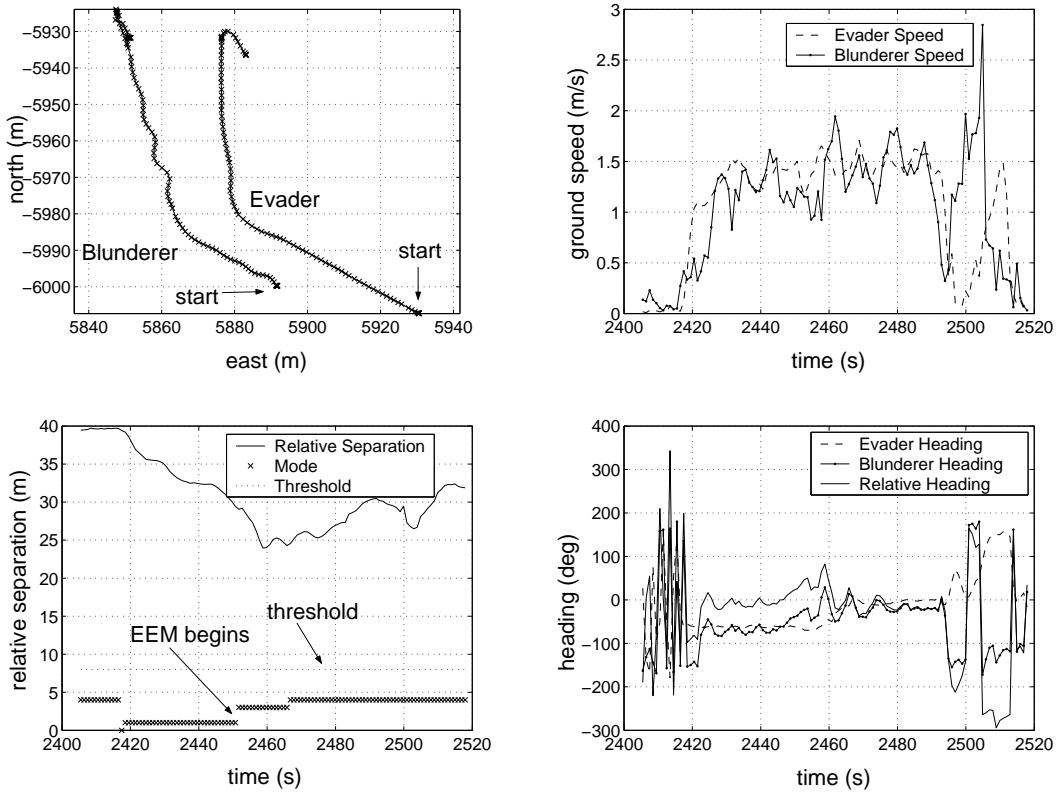 −5930
−5940
−5950
−5960
−5970
−5980
−5990
−6000
north (m)
Evader
Blunderer
start
start
5840 5860 5880 5900 5920 5940
east (m)
3
2.5
2
1.5
1
0.5
0
ground speed (m/s)
Evader Speed
Blunderer Speed
2400 2420 2440 2460 2480 2500 2520
time (s)
40
35
30
25
20
15
10
5
0
relative separation (m)
Relative Separation
Mode
Threshold
threshold
EEM begins
2400 2420 2440 2460 2480 2500 2520
time (s)
400
300
200
100
0
−100
−200
−300
heading (deg)
Evader Heading
Blunderer Heading
Relative Heading
2400 2420 2440 2460 2480 2500 2520
time (s)